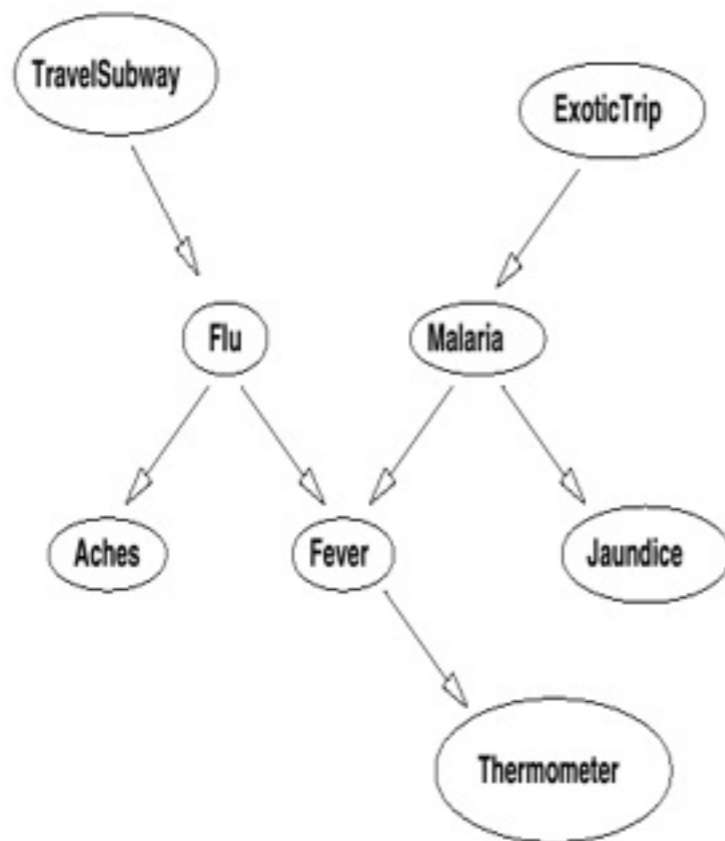 TravelSubway
ExoticTrip
Flu
Malaria
Aches
Fever
Jaundice
Thermometer